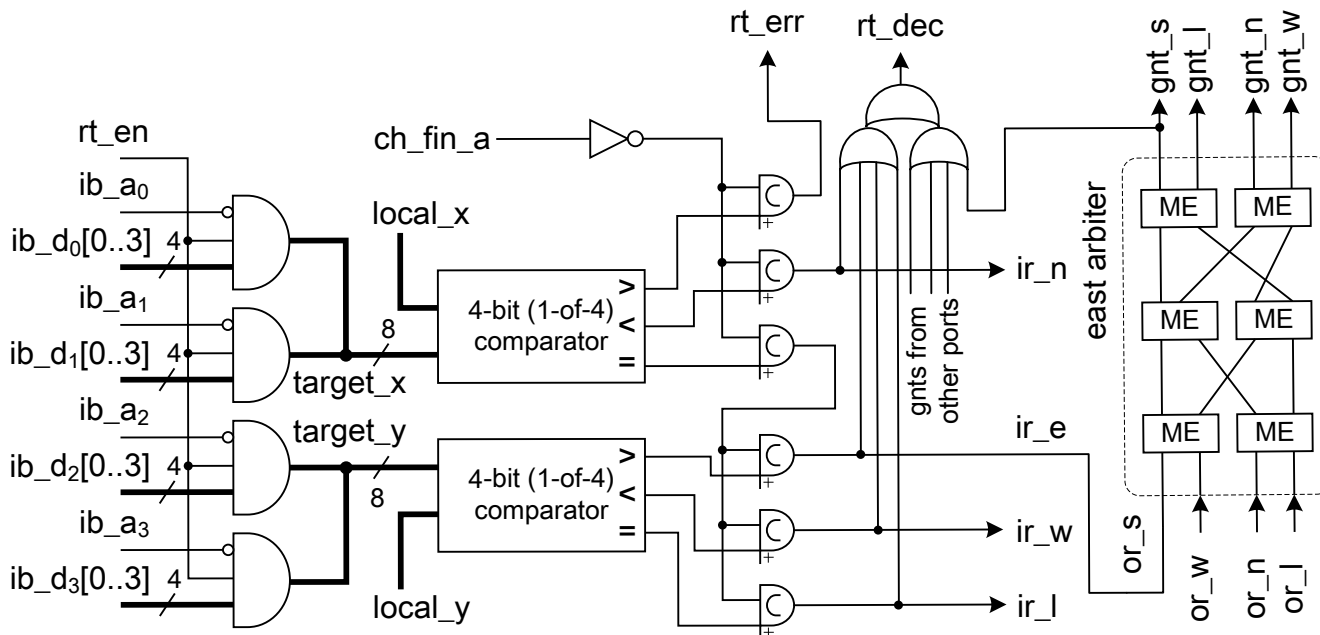 rt_err
rt_dec
gnt_s
gnt_l
gnt_n
gnt_w
rt_en
ch_fin_a
ib_a0
local_x
ib_d0[0..3]
4
ME
ME
east arbiter
>
ir_n
4-bit (1-of-4)
comparator
<
=
ib_a1
8
ib_d1[0..3]
4
target_x
gnts from
other ports
ME
ME
ib_a2
target_y
ir_e
ME
ME
ib_d2[0..3]
4
8
>
4-bit (1-of-4)
comparator
<
=
ib_a3
ir_w
or_s
or_w
or_n
or_l
ib_d3[0..3]
4
local_y
ir_l
C
+
C
+
C
+
C
+
C
+
C
+